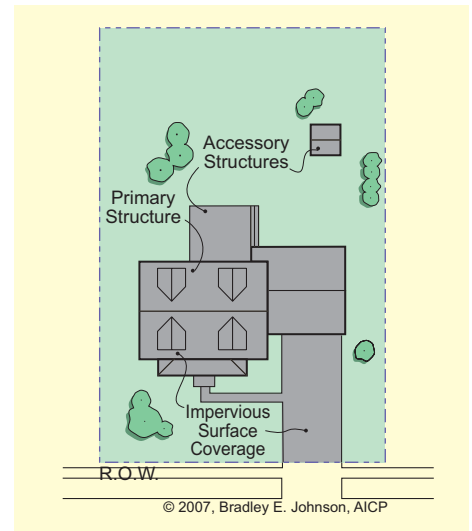 Accessory
Structures
Primary
Structure
Impervious
Surface
Coverage
R.O.W.
© 2007, Bradley E. Johnson, AICP